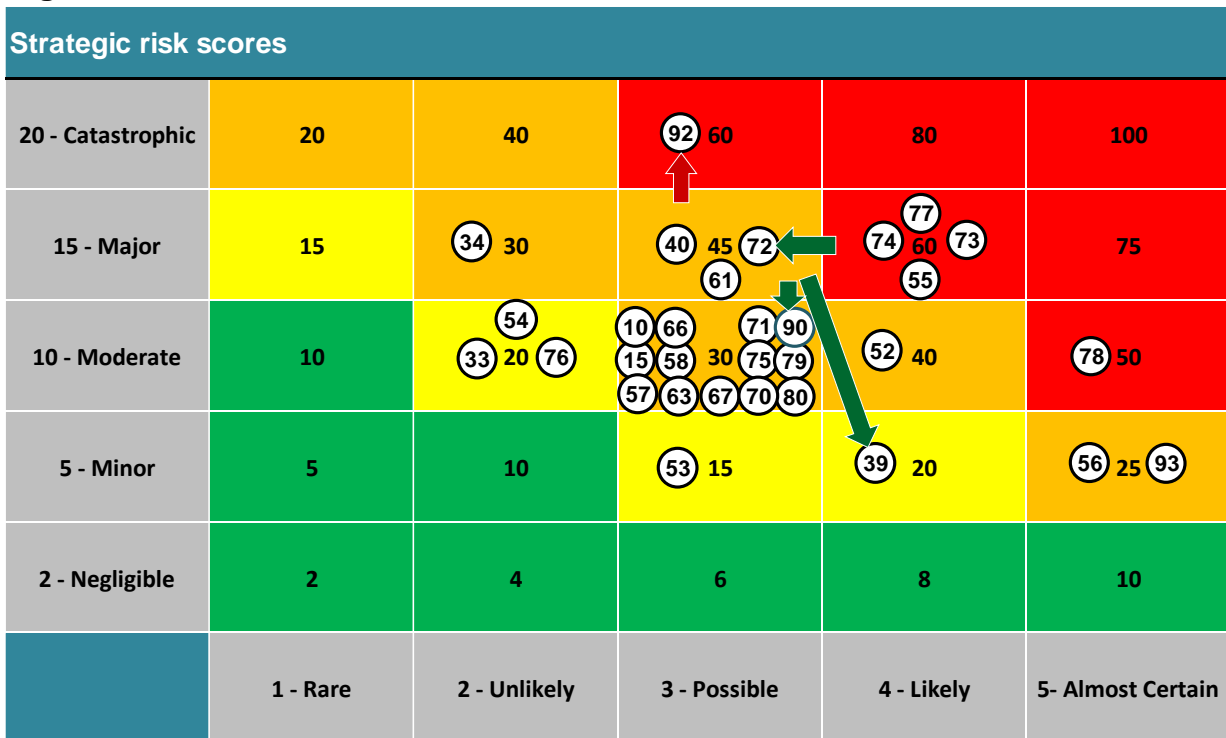 Strategic risk scores
20 - Catastrophic 20 40 92 60 80 100
77
15 - Major 15 34 30 40 45 72 74 60 73 75
61 55
54 10 66 71 90
10 - Moderate 10 33 20 76 15 58 30 75 79 52 40 78 50
57 63 67 70 80
5 - Minor 5 10 53 15 39 20 56 25 93
2 - Negligible 2 4 6 8 10
1 - Rare 2 - Unlikely 3 - Possible 4 - Likely 5- Almost Certain